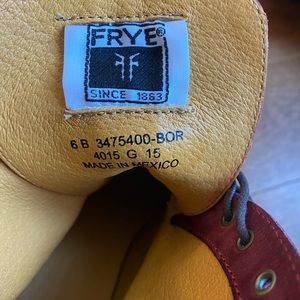 FRYE
SINCE 1863
6 B 3475400-BOR
4015 G 15
MADE IN MEXICO